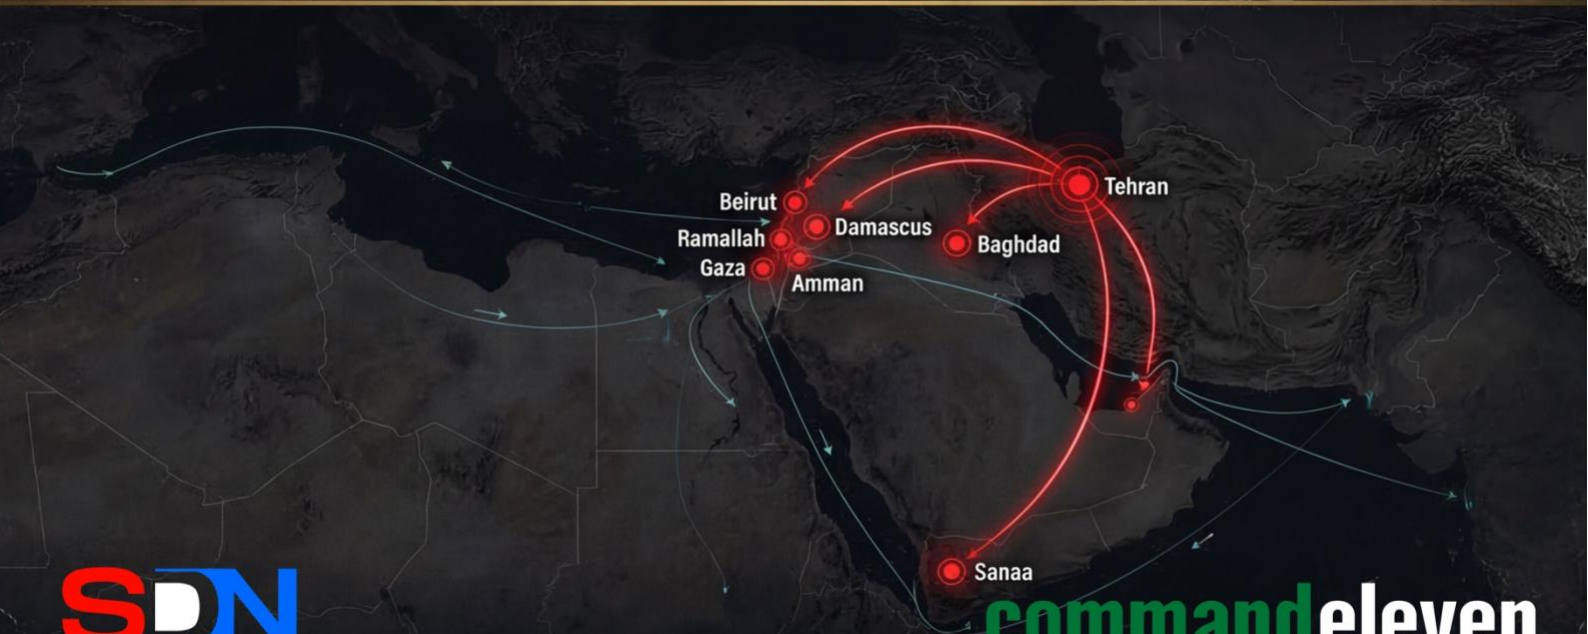 Beirut
Tehran
Damascus
Ramallah
Baghdad
Gaza
Amman
Sanaa
SDN
commandeleven